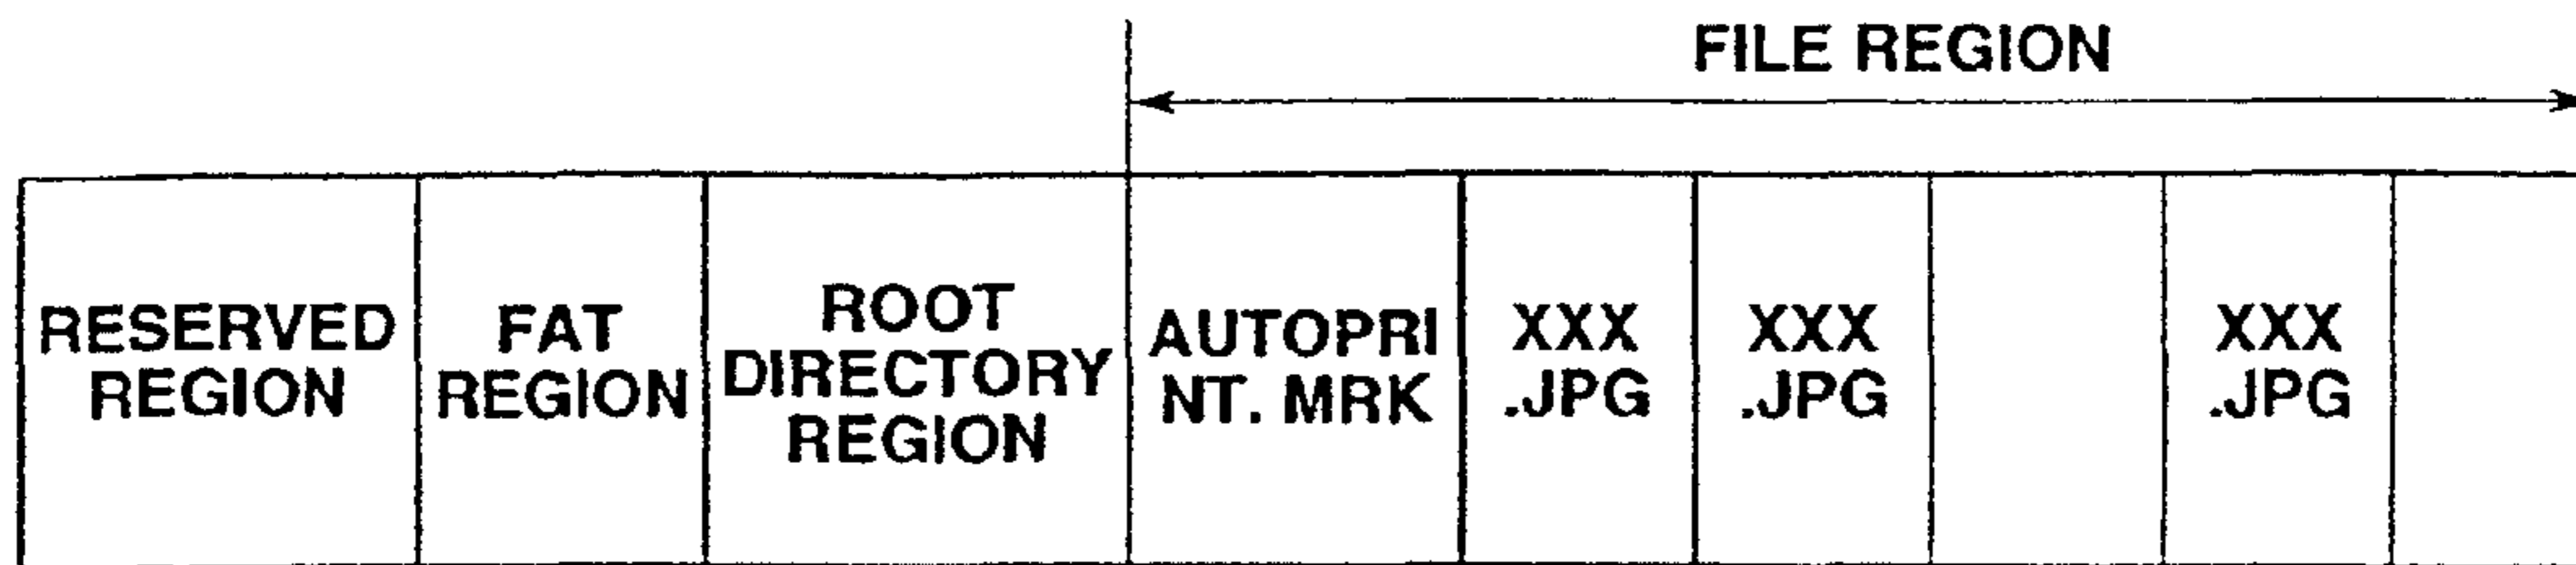 FILE REGION
RESERVED
REGION
FAT
REGION
ROOT
DIRECTORY
REGION
AUTOPRI
NT. MRK
XXX
.JPG
XXX
.JPG
XXX
.JPG